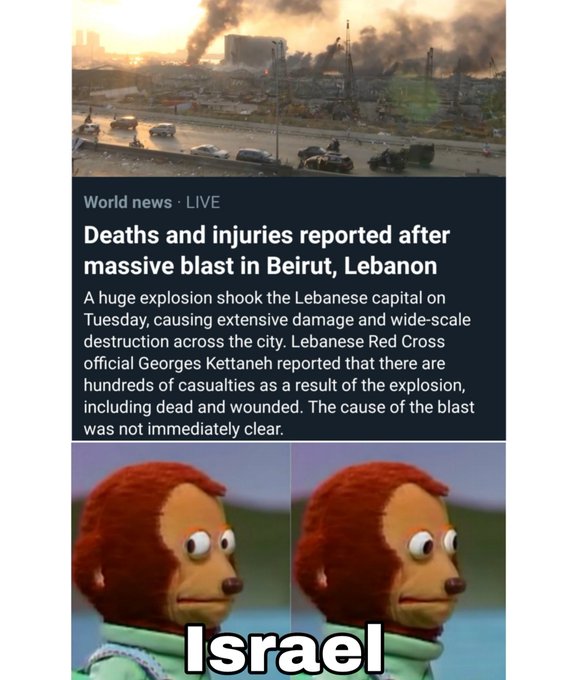 World news · LIVE
Deaths and injuries reported after
massive blast in Beirut, Lebanon
A huge explosion shook the Lebanese capital on
Tuesday, causing extensive damage and wide-scale
destruction across the city. Lebanese Red Cross
official Georges Kettaneh reported that there are
hundreds of casualties as a result of the explosion,
including dead and wounded. The cause of the blast
was not immediately clear.
Israel